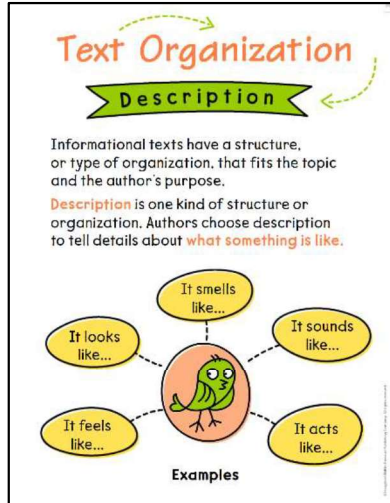 Text Organization
Description
Informational texts have a structure,
or type of organization, that fits the topic
and the author's purpose.
Description is one kind of structure or
organization. Authors choose description
to tell details about what something is like.
It smells
like...
It looks
like...
It sounds
like...
It feels
like...
It acts
like...
Examples